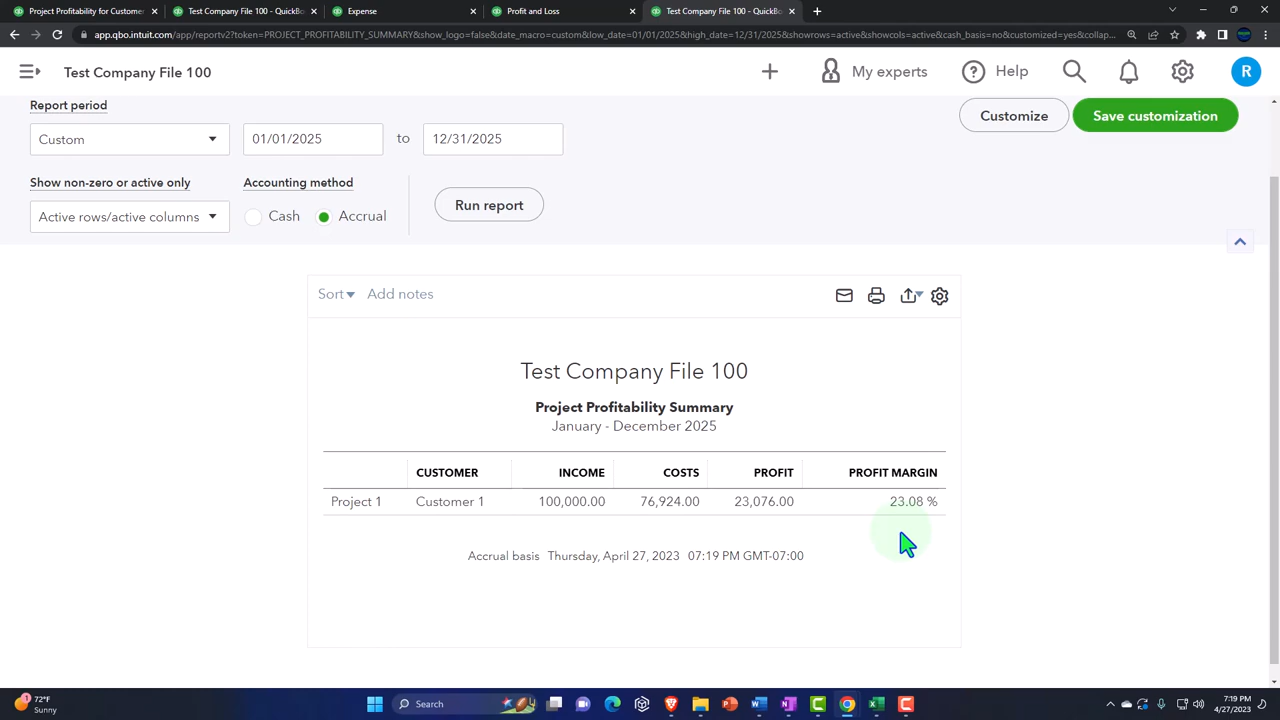 Project Profitability for Customer
Test Company File 100 - QuickBo
Expense
Profit and Loss
Test Company File 100 - QuickBo
app.qbo.intuit.com/app/reportv2?token=PROJECT_PROFITABILITY_SUMMARY&show_logo=false&date_macro=custom&low_date=01/01/2025&high_date=12/31/2025&showrows=active&showcols=active&cash_basis=no&customized=yes&collap...
Test Company File 100
My experts
Help
R
Report period
Custom
01/01/2025
to
12/31/2025
Customize
Save customization
Show non-zero or active only
Accounting method
Active rows/active columns
Cash
Accrual
Run report
Sort
Add notes
Test Company File 100
Project Profitability Summary
January - December 2025
CUSTOMER INCOME COSTS PROFIT PROFIT MARGIN
Project 1 Customer 1 100,000.00 76,924.00 23,076.00 23.08 %
Accrual basis Thursday, April 27, 2023 07:19 PM GMT-07:00
1
72°F
Sunny
Search
7:19 PM
4/27/2023